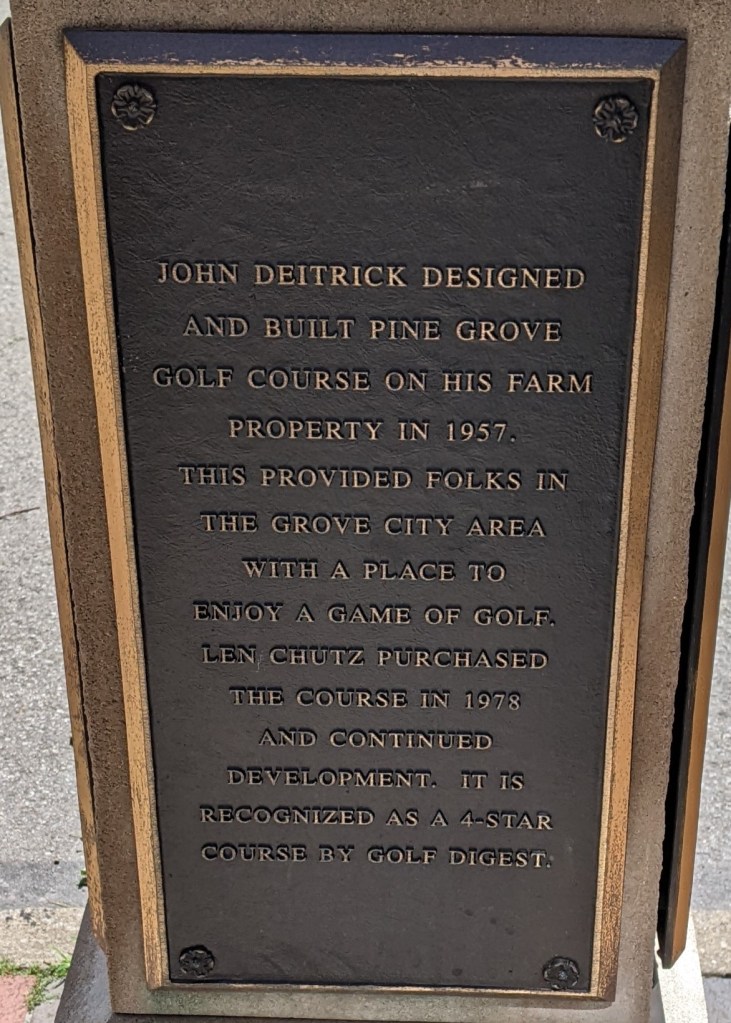 JOHN DEITRICK DESIGNED
AND BUILT PINE GROVE
GOLF COURSE ON HIS FARM
PROPERTY IN 1957.
THIS PROVIDED FOLKS IN
THE GROVE CITY AREA
WITH A PLACE TO
ENJOY A GAME OF GOLF.
LEN CHUTZ PURCHASED
THE COURSE IN 1978
AND CONTINUED
DEVELOPMENT. IT IS
RECOGNIZED AS A 4-STAR
COURSE BY GOLF DIGEST.